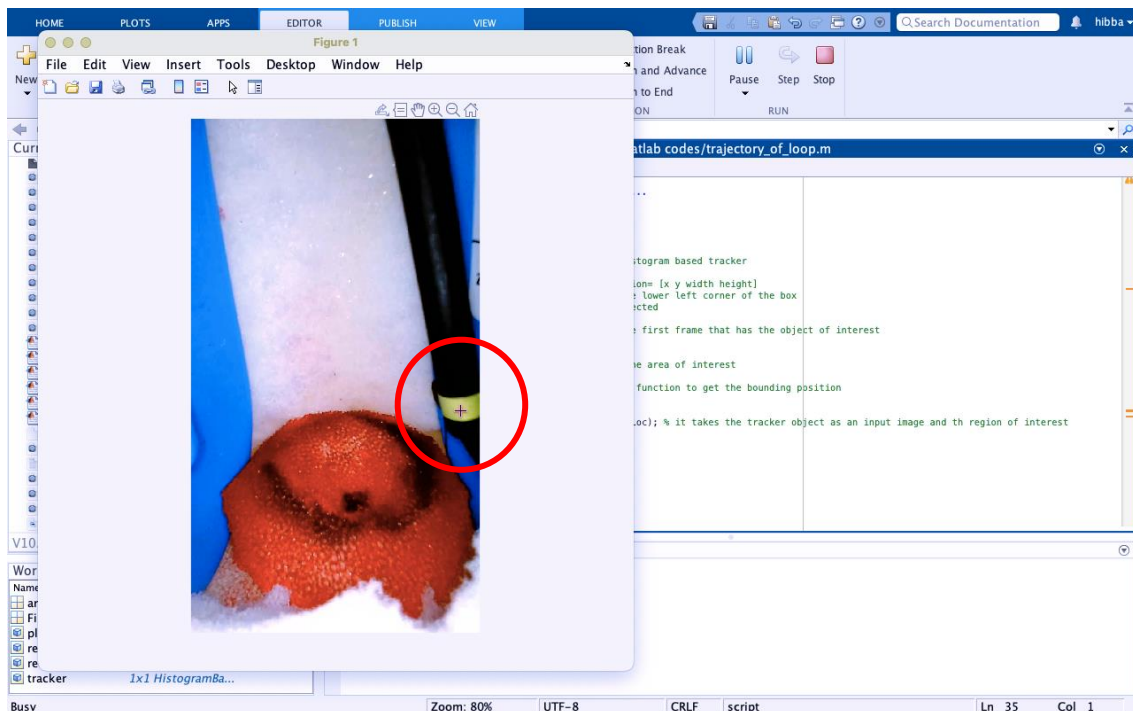 HOME PLOTS APPS EDITOR PUBLISH VIEW
Search Documentation hibba
Figure 1
File Edit View Insert Tools Desktop Window Help
New
tion Break
and Advance
to End
Pause Step Stop
ON RUN
Curr
atlab codes/trajectory_of_loop.m
..
stogram based tracker
ion= [x y width height]
lower left corner of the box
ected
first frame that has the object of interest
he area of interest
function to get the bounding position
Loc); % it takes the tracker object as an input image and th region of interest
V10
Wor
Name
ar
Fi
pl
re
re
tracker 1x1 HistogramBa...
Busy Zoom: 80% UTF-8 CRLF script Ln 35 Col 1